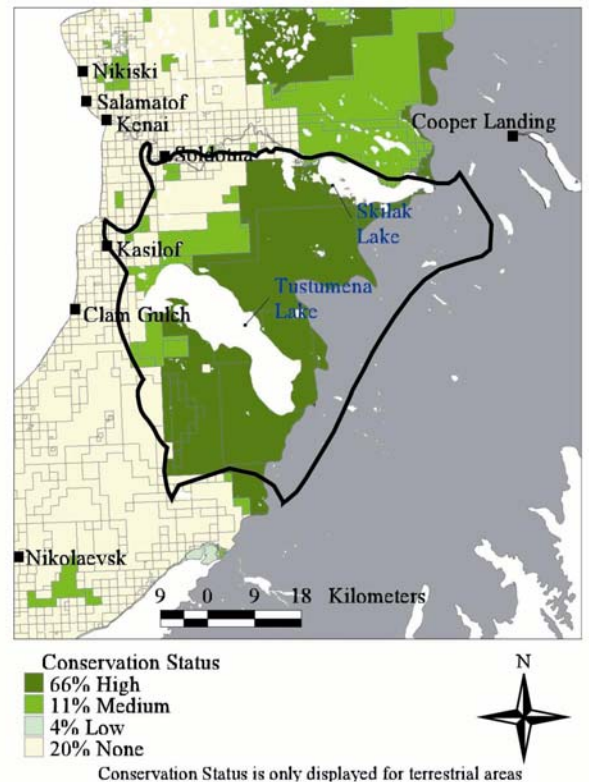 Nikiski
Salamatof
Kenai
Cooper Landing
Soldotna
Skilak
Lake
Kasilof
Tustumena
Lake
Clam Gulch
Nikolaevsk
9 0 9 18 Kilometers
Conservation Status
66% High
11% Medium
4% Low
20% None
N
Conservation Status is only displayed for terrestrial areas